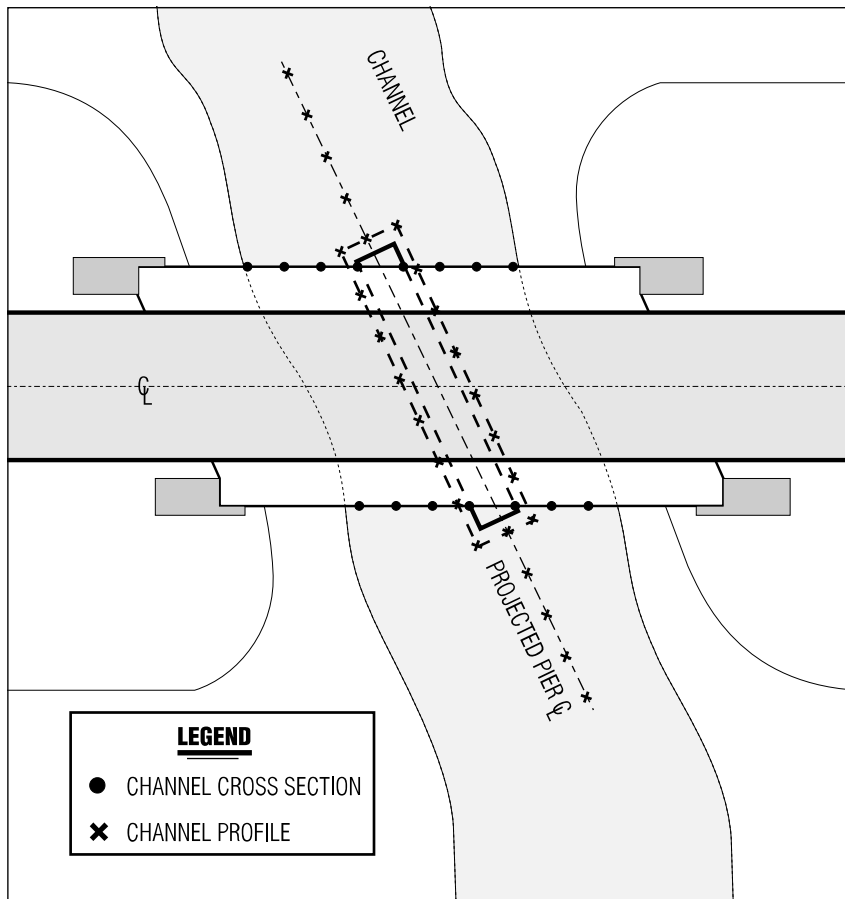 CHANNEL
℄
PROJECTED PIER ℄
LEGEND
CHANNEL CROSS SECTION
CHANNEL PROFILE